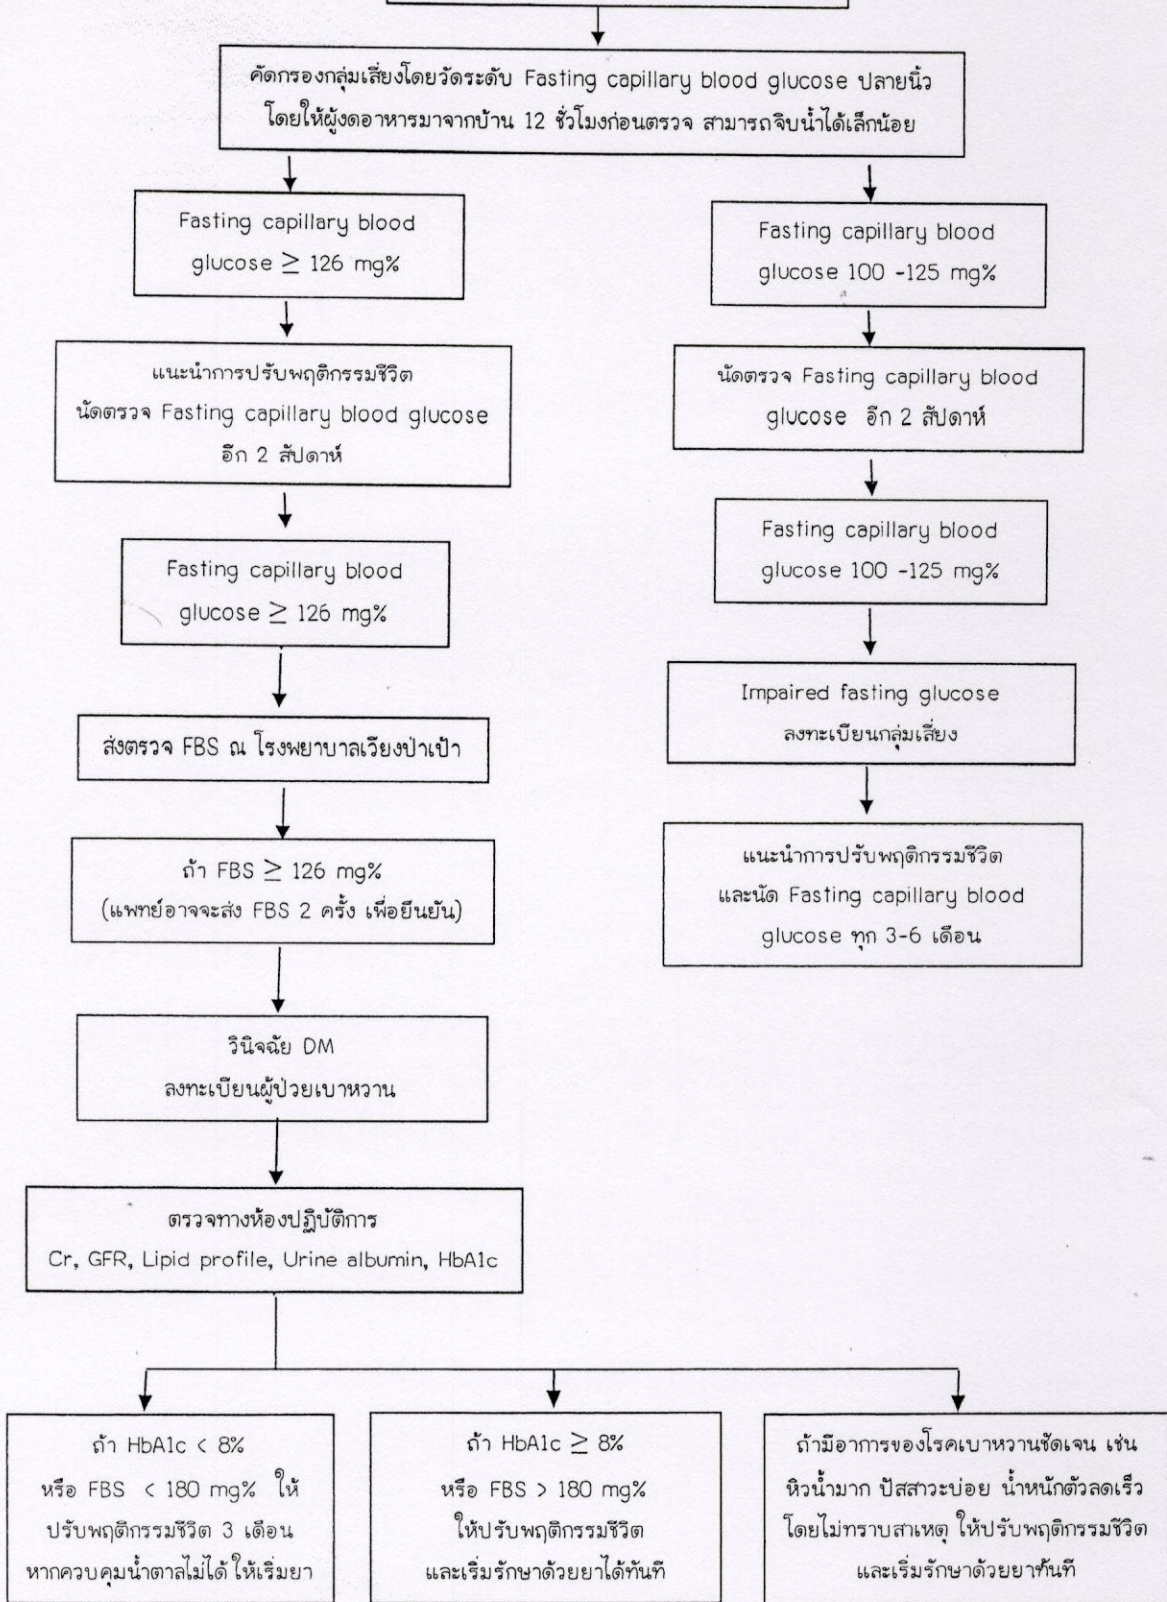 คัดกรองกลุ่มเสี่ยงโดยวัดระดับ Fasting capillary blood glucose ปลายนิ้ว
โดยให้ผู้งดอาหารมาจากบ้าน 12 ชั่วโมงก่อนตรวจ สามารถจิบน้ำได้เล็กน้อย
Fasting capillary blood
glucose ≥ 126 mg%
แนะนำการปรับพฤติกรรมชีวิต
นัดตรวจ Fasting capillary blood glucose
อีก 2 สัปดาห์
Fasting capillary blood
glucose ≥ 126 mg%
ส่งตรวจ FBS ณ โรงพยาบาลเวียงป่าเป้า
ถ้า FBS ≥ 126 mg%
(แพทย์อาจจะส่ง FBS 2 ครั้ง เพื่อยืนยัน)
วินิจฉัย DM
ลงทะเบียนผู้ป่วยเบาหวาน
ตรวจทางห้องปฏิบัติการ
Cr, GFR, Lipid profile, Urine albumin, HbA1c
Fasting capillary blood
glucose 100 -125 mg%
นัดตรวจ Fasting capillary blood
glucose อีก 2 สัปดาห์
Fasting capillary blood
glucose 100 -125 mg%
Impaired fasting glucose
ลงทะเบียนกลุ่มเสี่ยง
แนะนำการปรับพฤติกรรมชีวิต
และนัด Fasting capillary blood
glucose ทุก 3-6 เดือน
ถ้า HbA1c < 8%
หรือ FBS < 180 mg% ให้
ปรับพฤติกรรมชีวิต 3 เดือน
หากควบคุมน้ำตาลไม่ได้ ให้เริ่มยา
ถ้า HbA1c ≥ 8%
หรือ FBS > 180 mg%
ให้ปรับพฤติกรรมชีวิต
และเริ่มรักษาด้วยยาได้ทันที
ถ้ามีอาการของโรคเบาหวานชัดเจน เช่น
หิวน้ำมาก ปัสสาวะบ่อย น้ำหนักตัวลดเร็ว
โดยไม่ทราบสาเหตุ ให้ปรับพฤติกรรมชีวิต
และเริ่มรักษาด้วยยาทันที